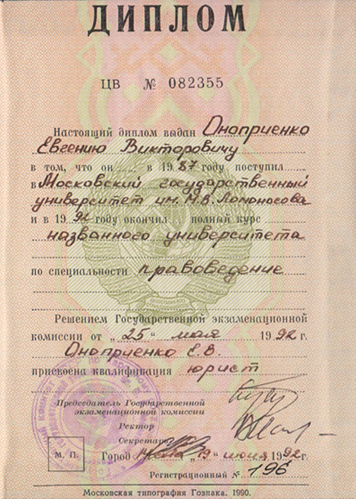 ДИПЛОМ
ЦВ № 082355
Настоящий диплом выдан Оноприенко
Евгению Викторовичу
в том, что он в 1987 году поступил
в Московский государственный
университет им. М.В. Ломоносова
и в 1992 году окончил полный курс
названного университета
по специальности правоведение
Решением Государственной экзаменационной
комиссии от „25" мая 1992 г.
Оноприенко Е.В.
присвоена квалификация юрист
Председатель Государственной
экзаменационной комиссии
Ректор
Секретарь
М. П.
Город „19" июня 1992
Регистрационный № 196
Московская типография Гознака. 1990.